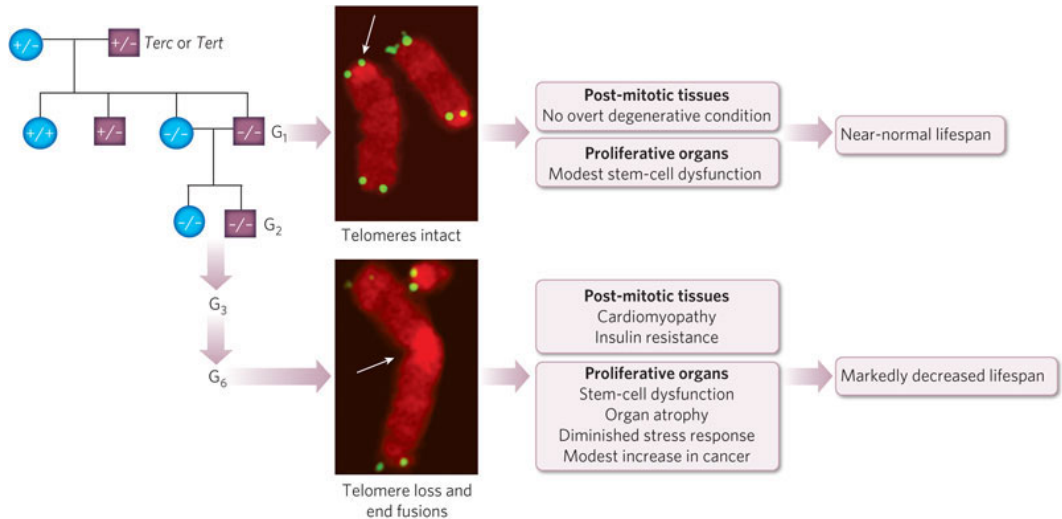 +/-
+/-
Terc or Tert
+/+
+/-
-/-
-/-
G1
-/-
-/-
G2
G3
G6
Telomeres intact
Telomere loss and
end fusions
Post-mitotic tissues
No overt degenerative condition
Proliferative organs
Modest stem-cell dysfunction
Near-normal lifespan
Post-mitotic tissues
Cardiomyopathy
Insulin resistance
Proliferative organs
Stem-cell dysfunction
Organ atrophy
Diminished stress response
Modest increase in cancer
Markedly decreased lifespan